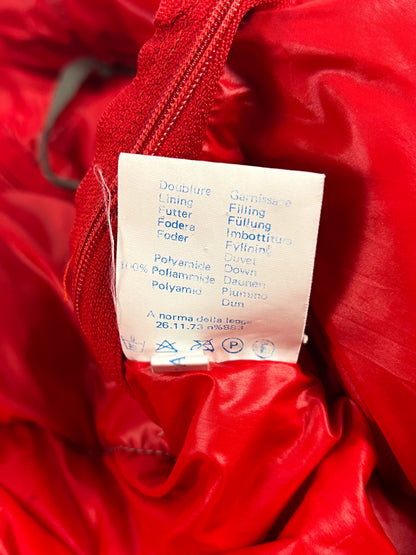 Doublure Garnissage
Lining Filling
Futter Füllung
Fodera Imbottitura
Foder Fyllning
Polyamide Duvet
100% Poliammide Down
Polyamid Daunen
Piumino
Dun
A norma della legge
26.11.73 n%883
P F
A